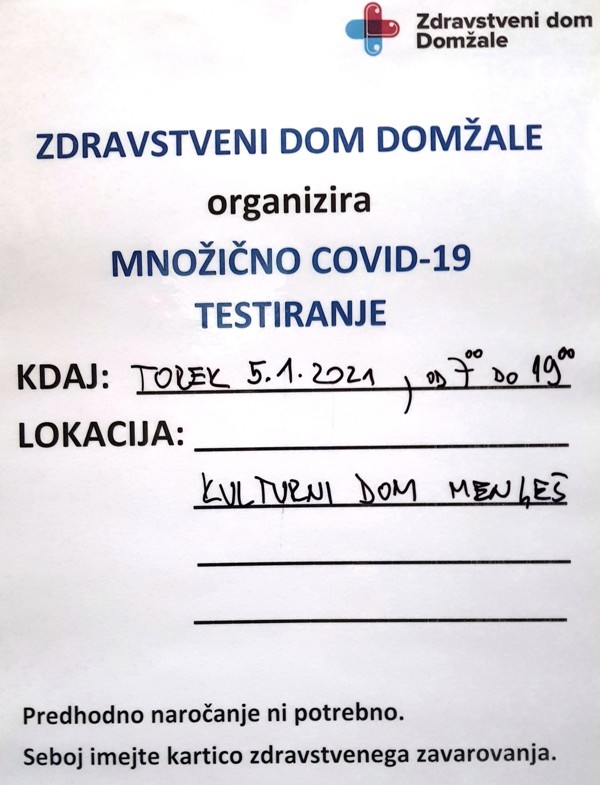 Zdravstveni dom
Domžale
ZDRAVSTVENI DOM DOMŽALE
organizira
MNOŽIČNO COVID-19
TESTIRANJE
KDAJ: TOREK 5.1.2021, OD 7⁰⁰ DO 19⁰⁰
LOKACIJA:
KULTURNI DOM MENGEŠ
Predhodno naročanje ni potrebno.
Seboj imejte kartico zdravstvenega zavarovanja.